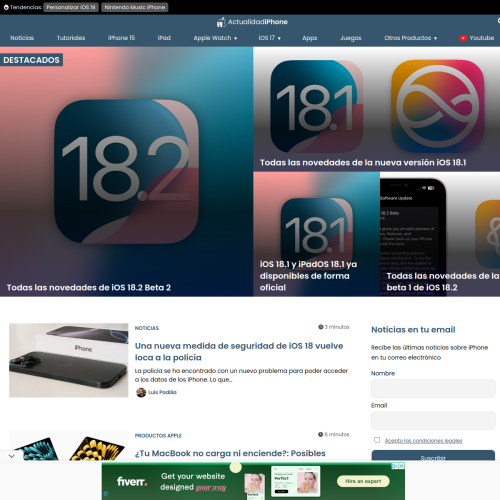 Tendencias: Personalizar iOS 18 Nintendo Music iPhone
ActualidadiPhone
Noticias Tutoriales iPhone 15 iPad Apple Watch iOS 17 Apps Juegos Otros Productos Youtube
DESTACADOS
18.2
Todas las novedades de iOS 18.2 Beta 2
18.1
Todas las novedades de la nueva versión iOS 18.1
18.1
iOS 18.1 y iPadOS 18.1 ya
disponibles de forma
oficial
Software Update
18.2 Beta
Todas las novedades de la
beta 1 de iOS 18.2
iPhone
NOTICIAS
3 minutos
Una nueva medida de seguridad de iOS 18 vuelve
loca a la policía
La policía se ha encontrado con un nuevo problema para poder acceder
a los datos de los iPhone. Lo que…
Luis Padilla
PRODUCTOS APPLE
6 minutos
¿Tu MacBook no carga ni enciende?: Posibles
Noticias en tu email
Recibe las últimas noticias sobre iPhone
en tu correo electrónico
Nombre
Email
Acepto las condiciones legales
Suscribir
fiverr.
Get your website
designed your way
Perfect
Hire an expert